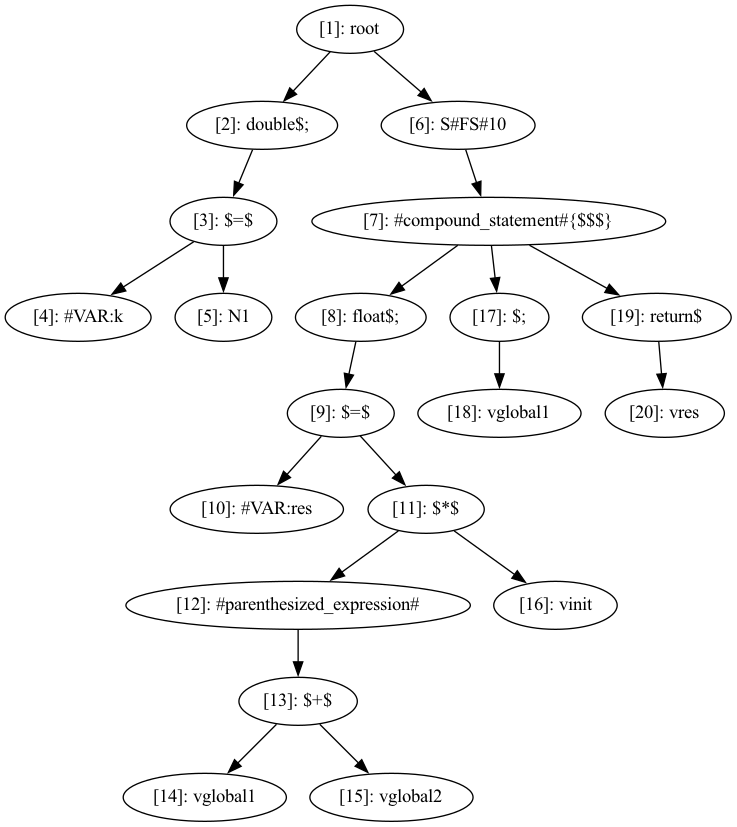 [1]: root
[2]: double$;
[6]: S#FS#10
[3]: $=$
[7]: #compound_statement#{$$$}
[4]: #VAR:k
[5]: N1
[8]: float$;
[17]: $;
[19]: return$
[9]: $=$
[18]: vglobal1
[20]: vres
[10]: #VAR:res
[11]: $*$
[12]: #parenthesized_expression#
[16]: vinit
[13]: $+$
[14]: vglobal1
[15]: vglobal2